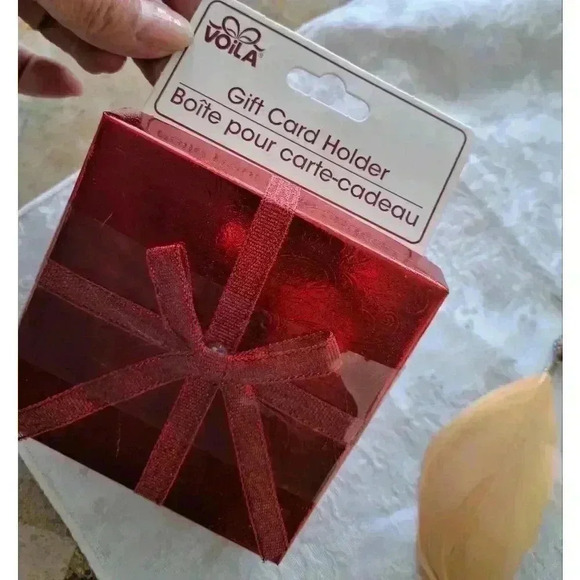 VOILA
Gift Card Holder
Boîte pour carte-cadeau